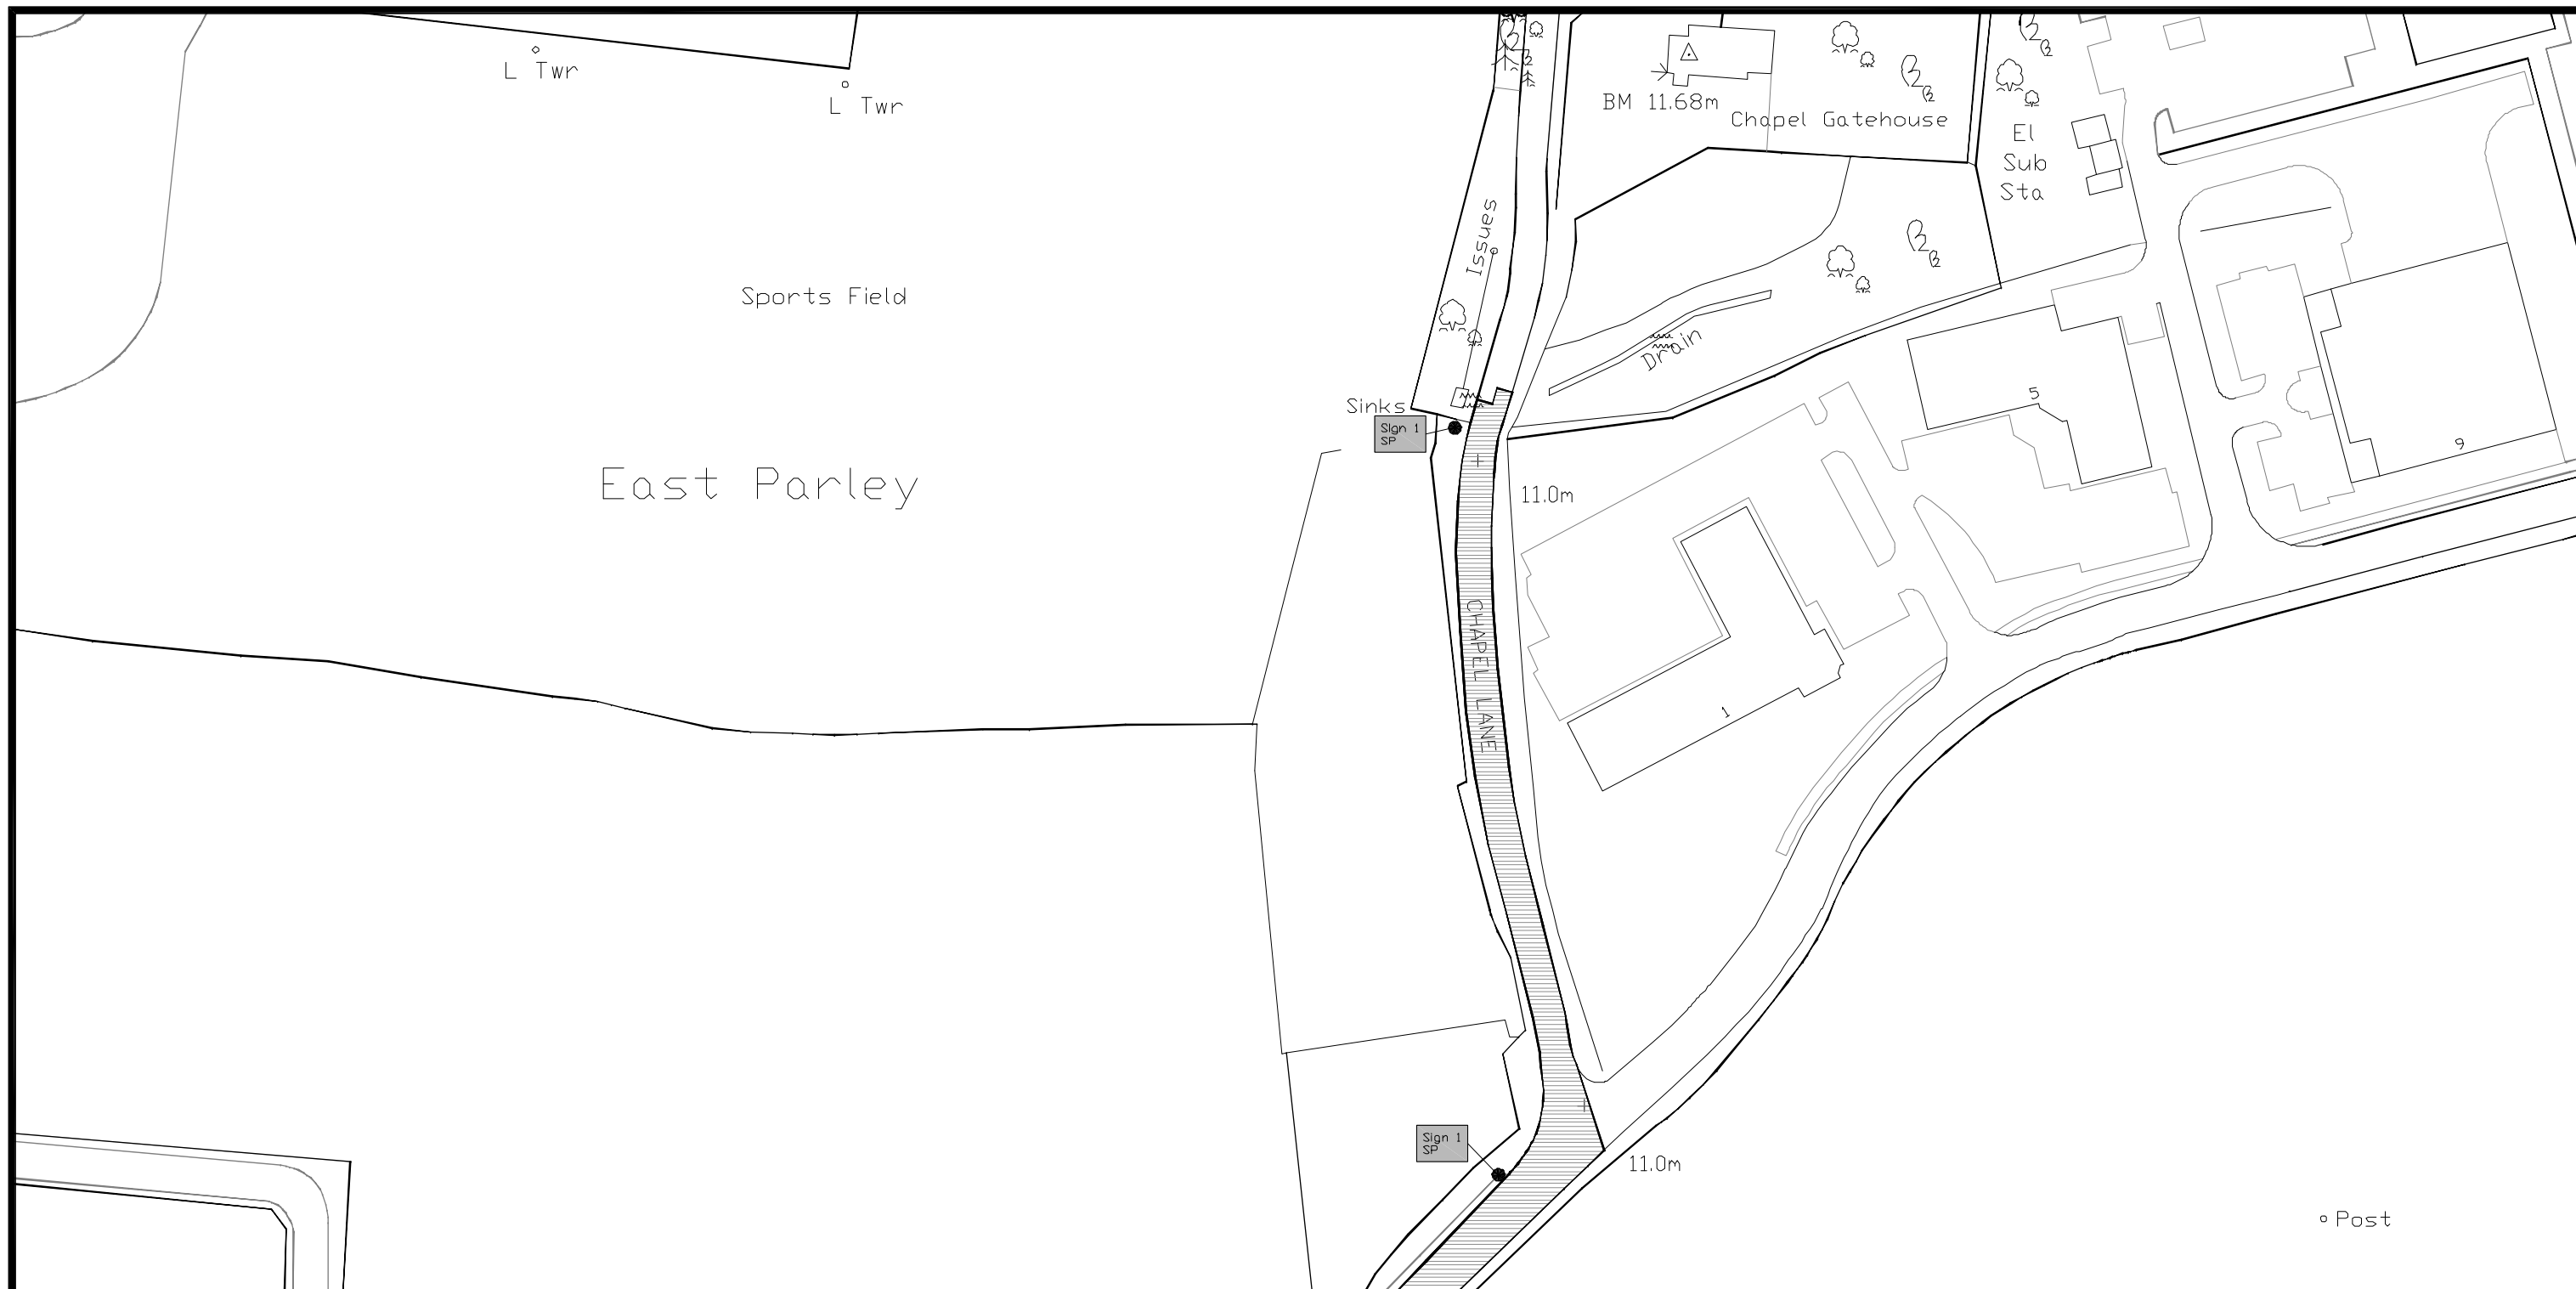 L Twr
L Twr
BM 11.68m
Chapel Gatehouse
El
Sub
Sta
Issues
Sports Field
Drain
Sinks
Sign 1
SP
5
9
East Parley
11.0m
CHAPEL LANE
1
Sign 1
SP
11.0m
Post